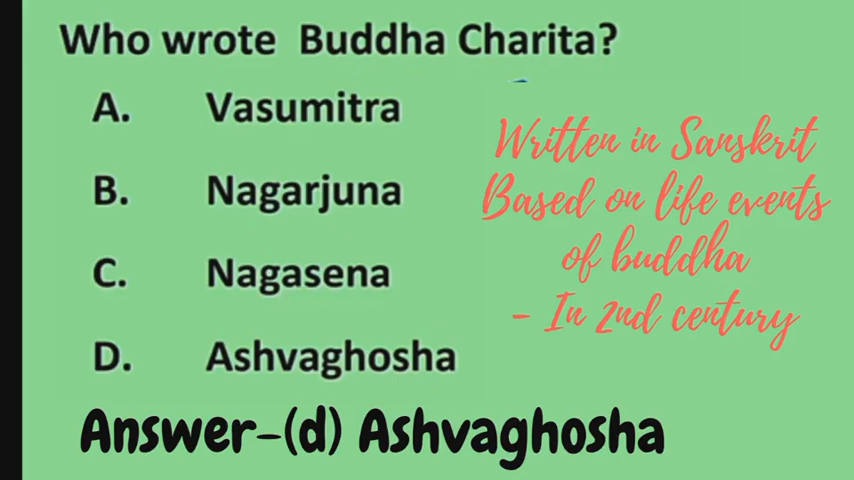 Who wrote Buddha Charita?
A. Vasumitra
B. Nagarjuna
C. Nagasena
D. Ashvaghosha
Written in Sanskrit
Based on life events
of buddha
- In 2nd century
Answer-(d) Ashvaghosha